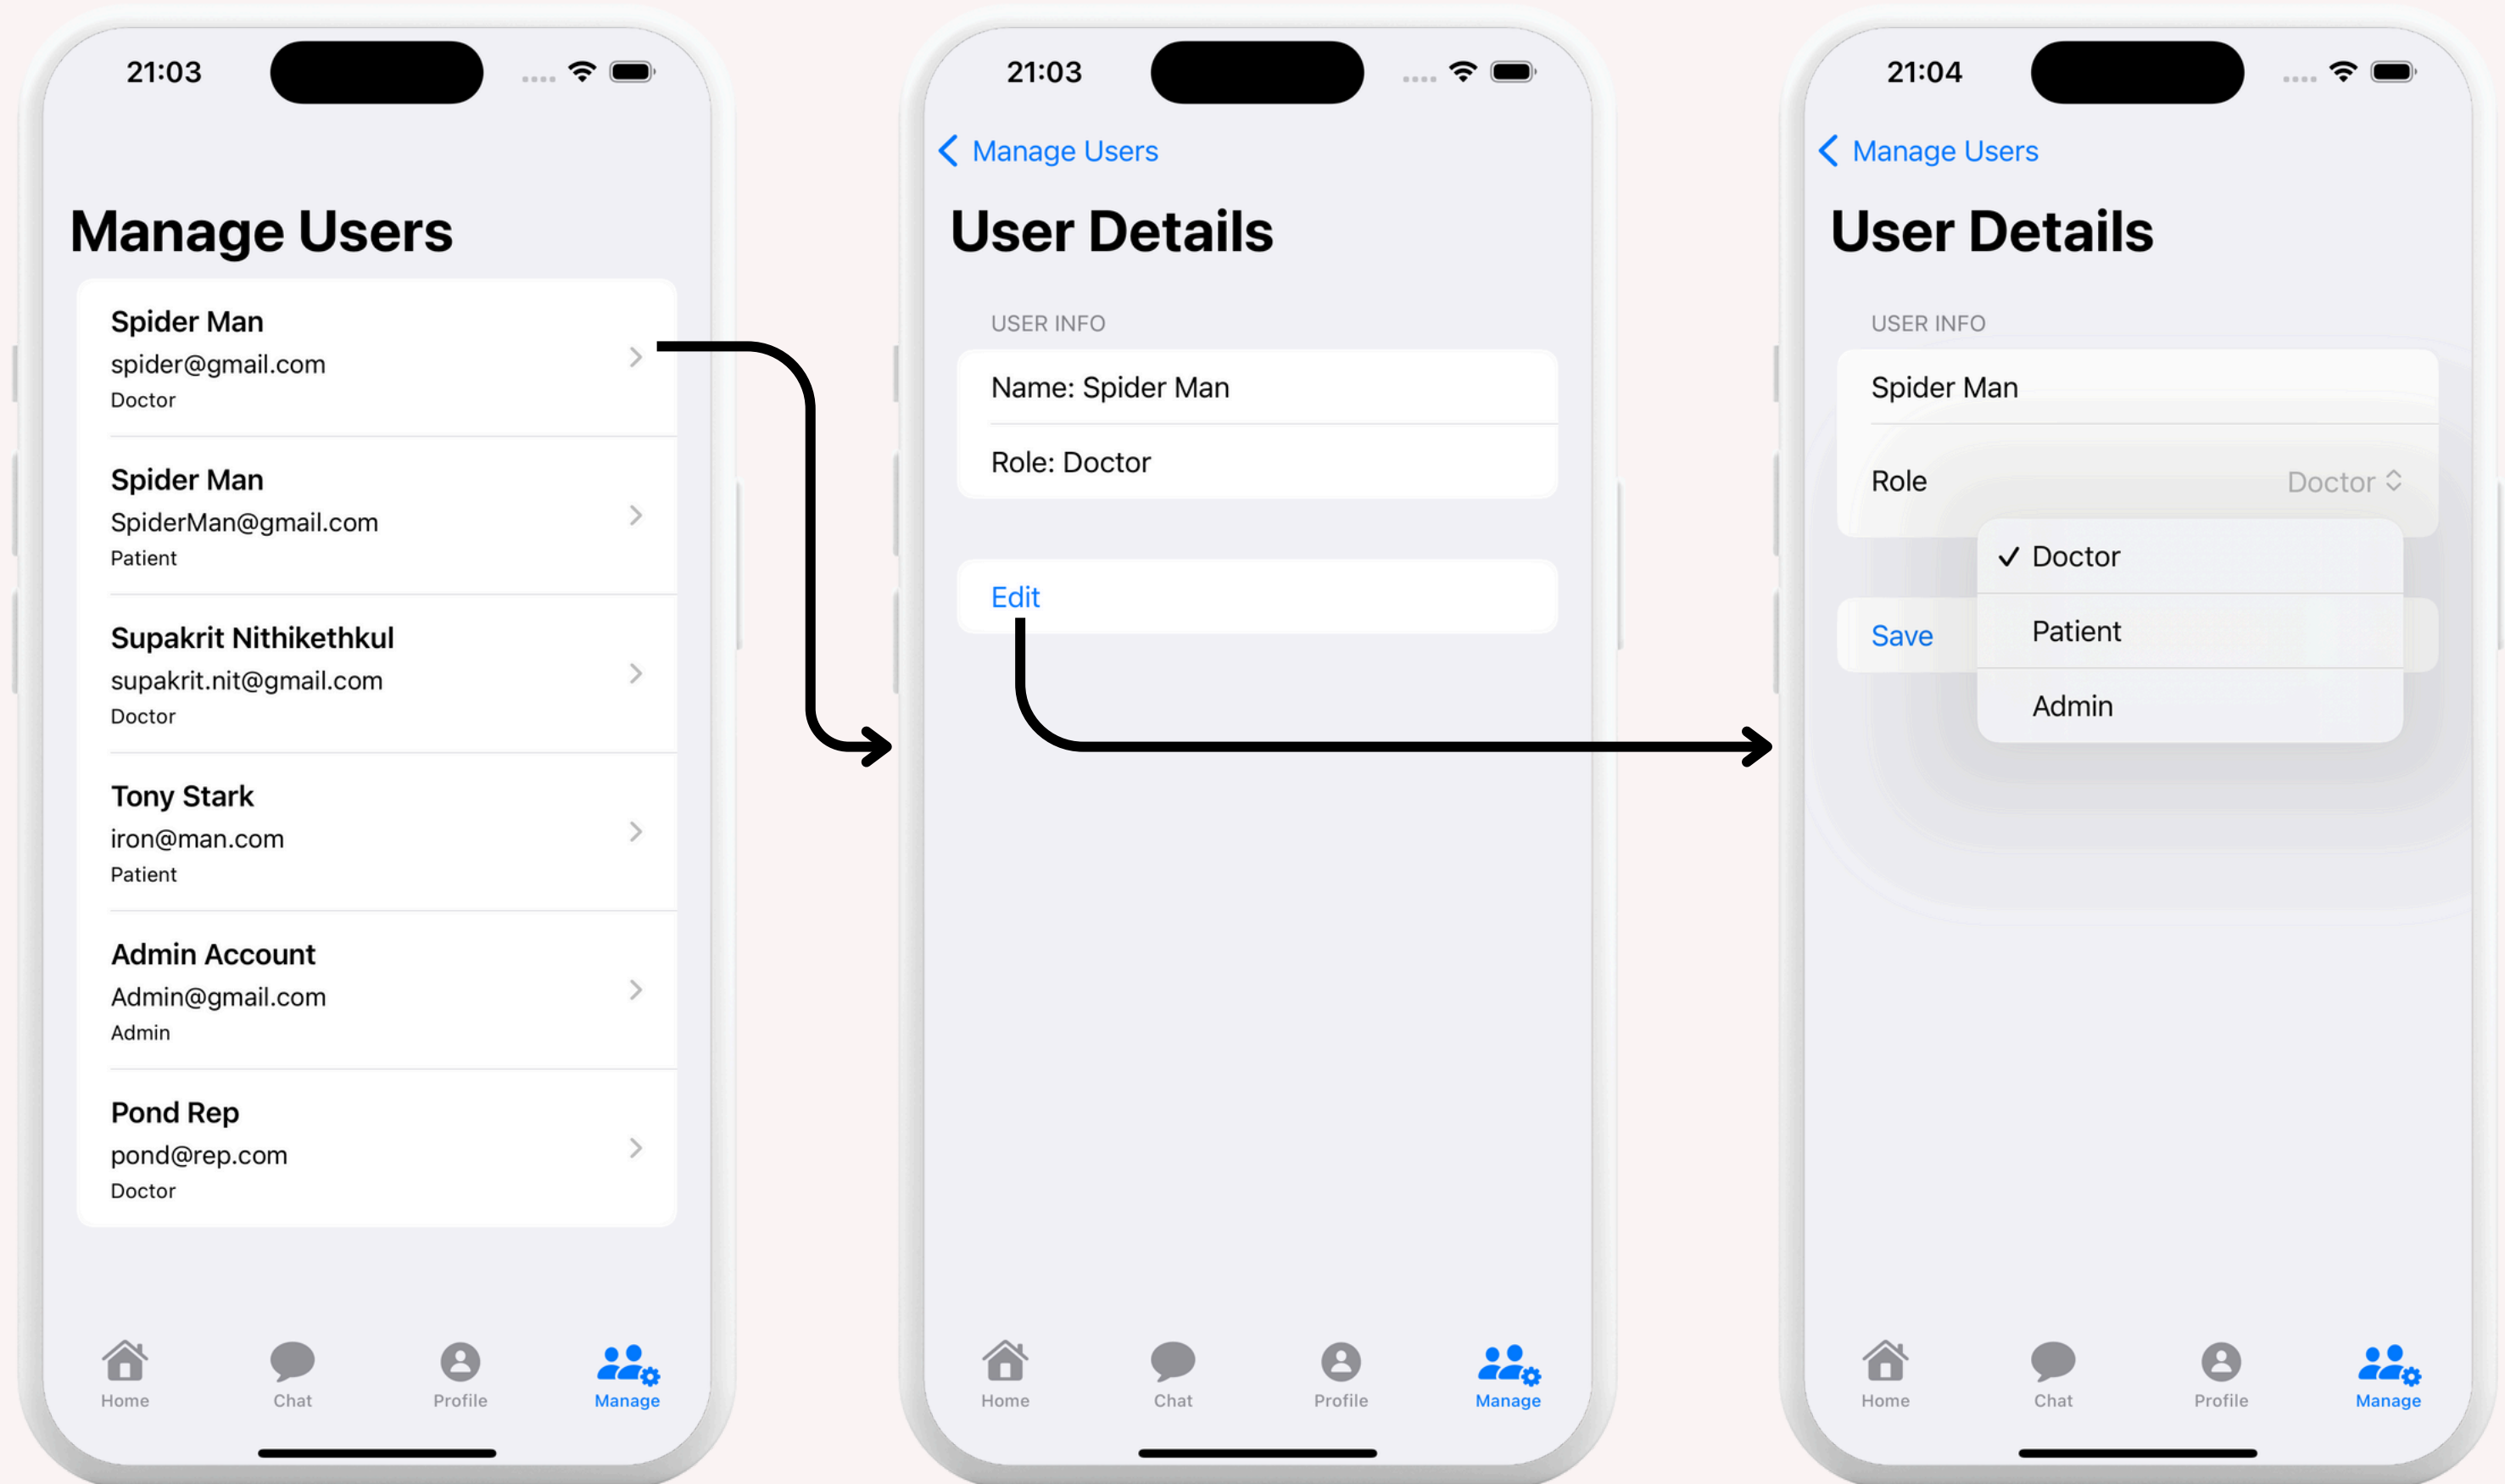 21:03
Manage Users
Spider Man
spider@gmail.com
Doctor
Spider Man
SpiderMan@gmail.com
Patient
Supakrit Nithikethkul
supakrit.nit@gmail.com
Doctor
Tony Stark
iron@man.com
Patient
Admin Account
Admin@gmail.com
Admin
Pond Rep
pond@rep.com
Doctor
Home Chat Profile Manage
21:03
Manage Users
User Details
USER INFO
Name: Spider Man
Role: Doctor
Edit
Home Chat Profile Manage
21:04
Manage Users
User Details
USER INFO
Spider Man
Role Doctor
Doctor
Patient
Save
Admin
Home Chat Profile Manage